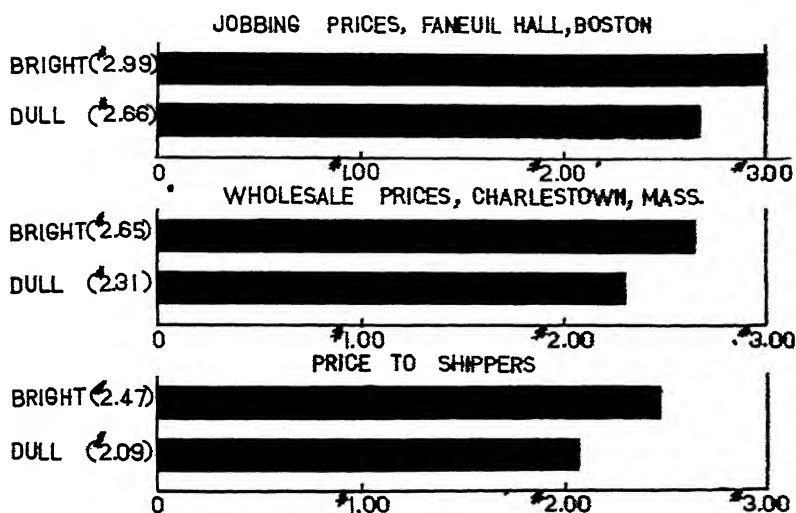 JOBBING PRICES, FANEUIL HALL, BOSTON
BRIGHT ($2.99)
DULL ($2.66)
0 $1.00 $2.00 $3.00
WHOLESALE PRICES, CHARLESTOWN, MASS.
BRIGHT ($2.65)
DULL ($2.31)
0 $1.00 $2.00 $3.00
PRICE TO SHIPPERS
BRIGHT ($2.47)
DULL ($2.09)
0 $1.00 $2.00 $3.00